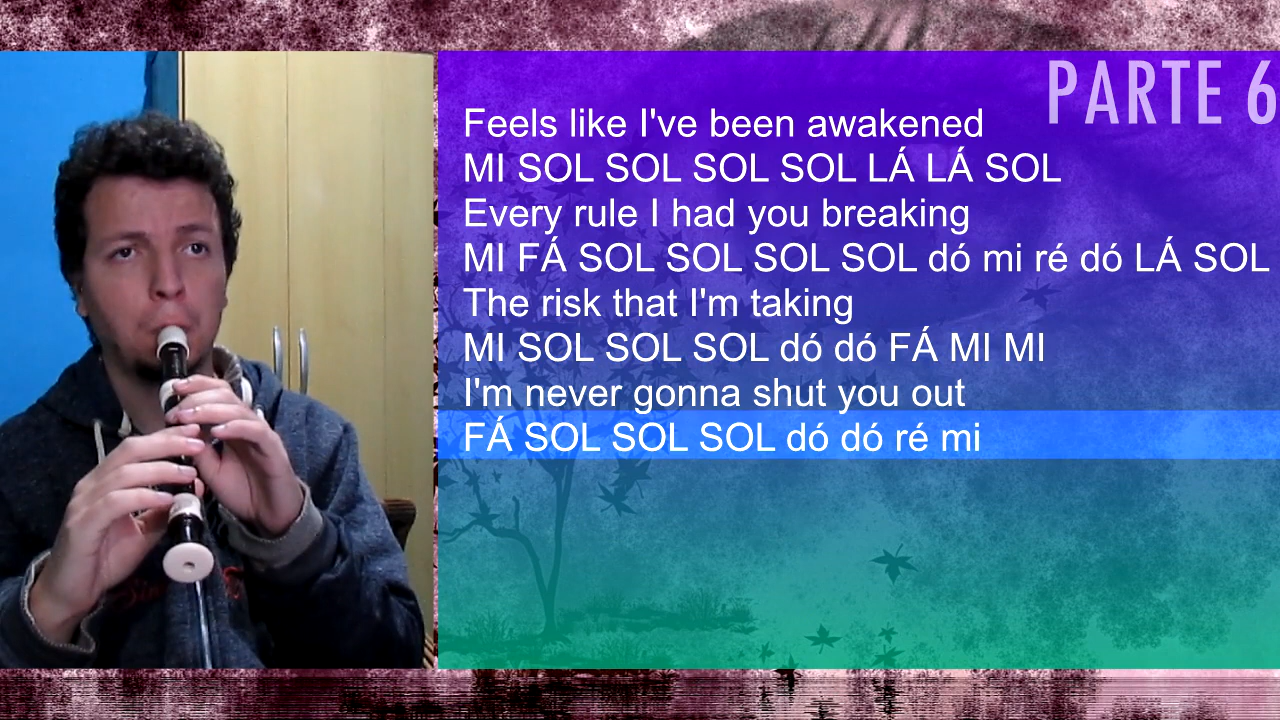 PARTE 6
Feels like I've been awakened
MI SOL SOL SOL SOL LÁ LÁ SOL
Every rule I had you breaking
MI FÁ SOL SOL SOL SOL dó mi ré dó LÁ SOL
The risk that I'm taking
MI SOL SOL SOL dó dó FÁ MI MI
I'm never gonna shut you out
FÁ SOL SOL SOL dó dó ré mi